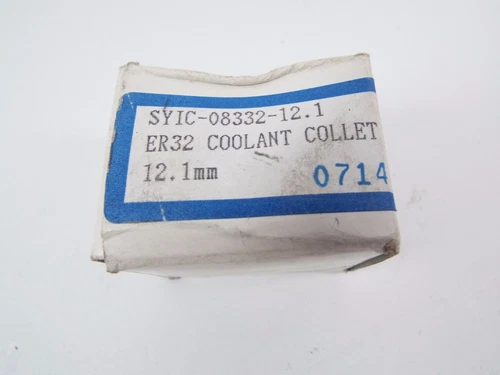 SYIC-08332-12.1
ER32 COOLANT COLLET
12.1mm 0714